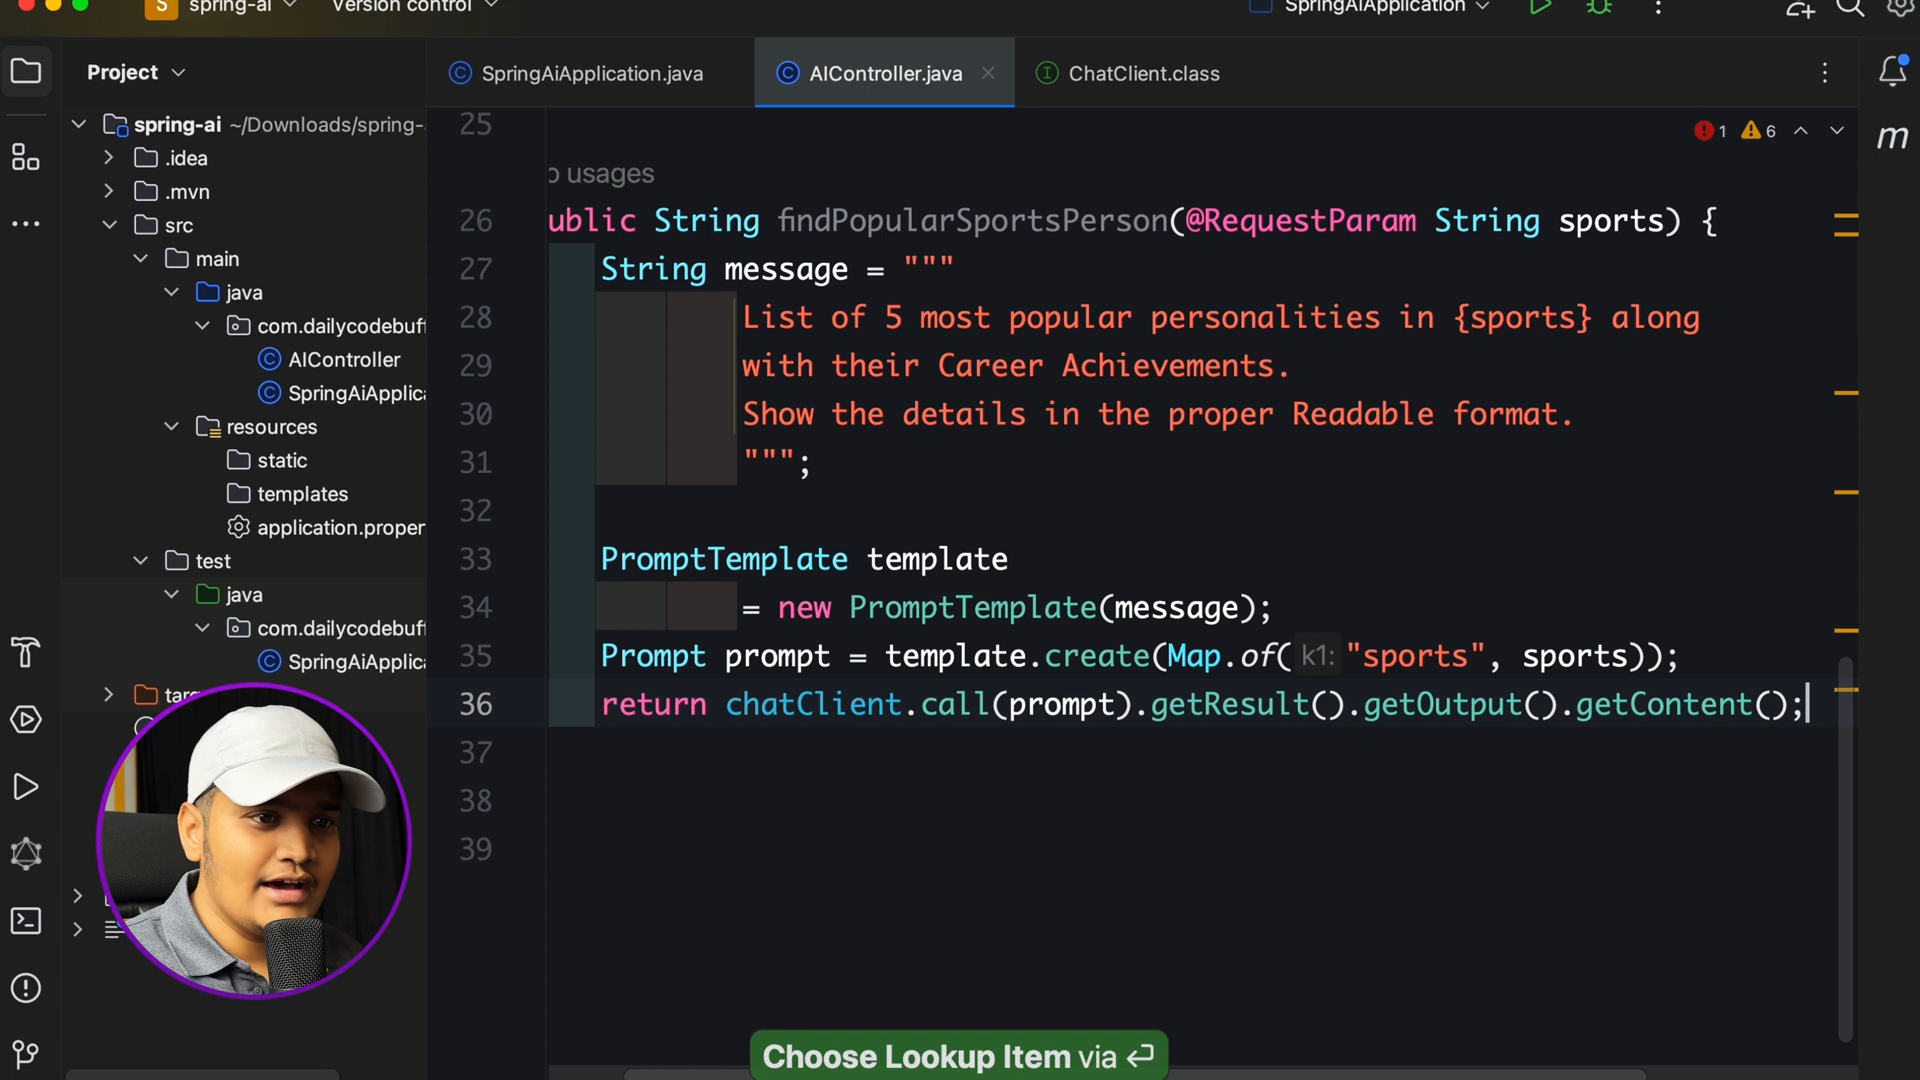 S spring-ai Version control SpringAiApplication
Project
SpringAiApplication.java
AIController.java
ChatClient.class
spring-ai ~/Downloads/spring-
.idea
.mvn
src
main
java
com.dailycodebuff
AIController
SpringAiApplica
resources
static
templates
application.proper
test
java
com.dailycodebuff
SpringAiApplica
tar
1 6
m
25
o usages
26 ublic String findPopularSportsPerson(@RequestParam String sports) {
27 String message = """
28 List of 5 most popular personalities in {sports} along
29 with their Career Achievements.
30 Show the details in the proper Readable format.
31 """;
32
33 PromptTemplate template
34 = new PromptTemplate(message);
35 Prompt prompt = template.create(Map.of( k1: "sports", sports));
36 return chatClient.call(prompt).getResult().getOutput().getContent();
37
38
39
Choose Lookup Item via ⏎